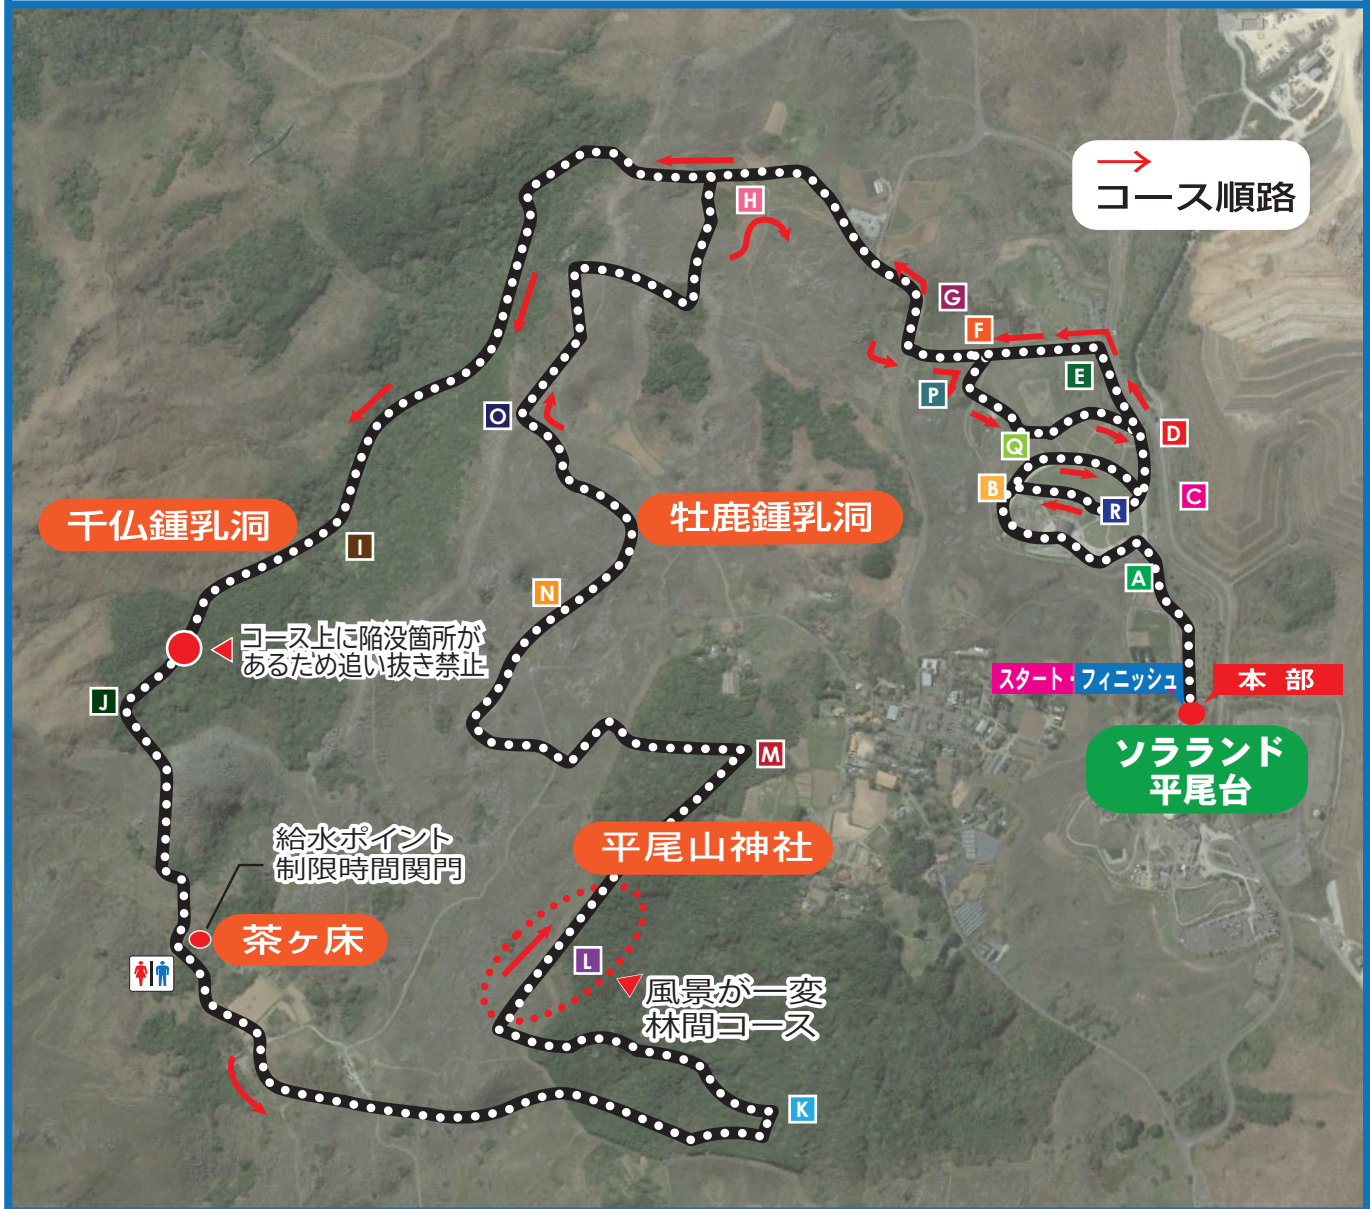 コース順路
H
G
F
E
P
D
O
Q
B
C
R
千仏鍾乳洞
牡鹿鍾乳洞
I
A
N
コース上に陥没箇所が
あるため追い抜き禁止
スタート・フィニッシュ
本部
J
ソラランド
平尾台
M
給水ポイント
制限時間関門
平尾山神社
茶ヶ床
L
風景が一変
林間コース
K